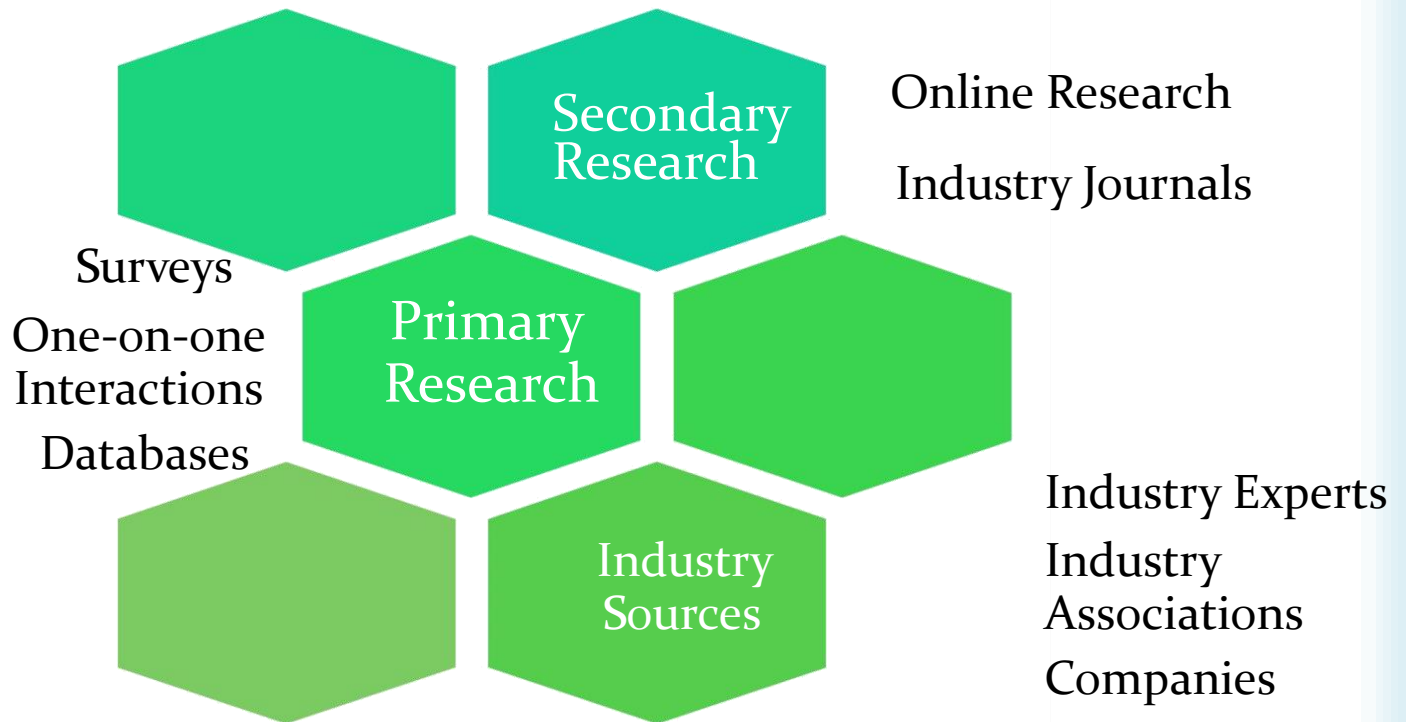 Secondary
Research
Online Research
Industry Journals
Surveys
One-on-one
Interactions
Databases
Primary
Research
Industry
Sources
Industry Experts
Industry
Associations
Companies